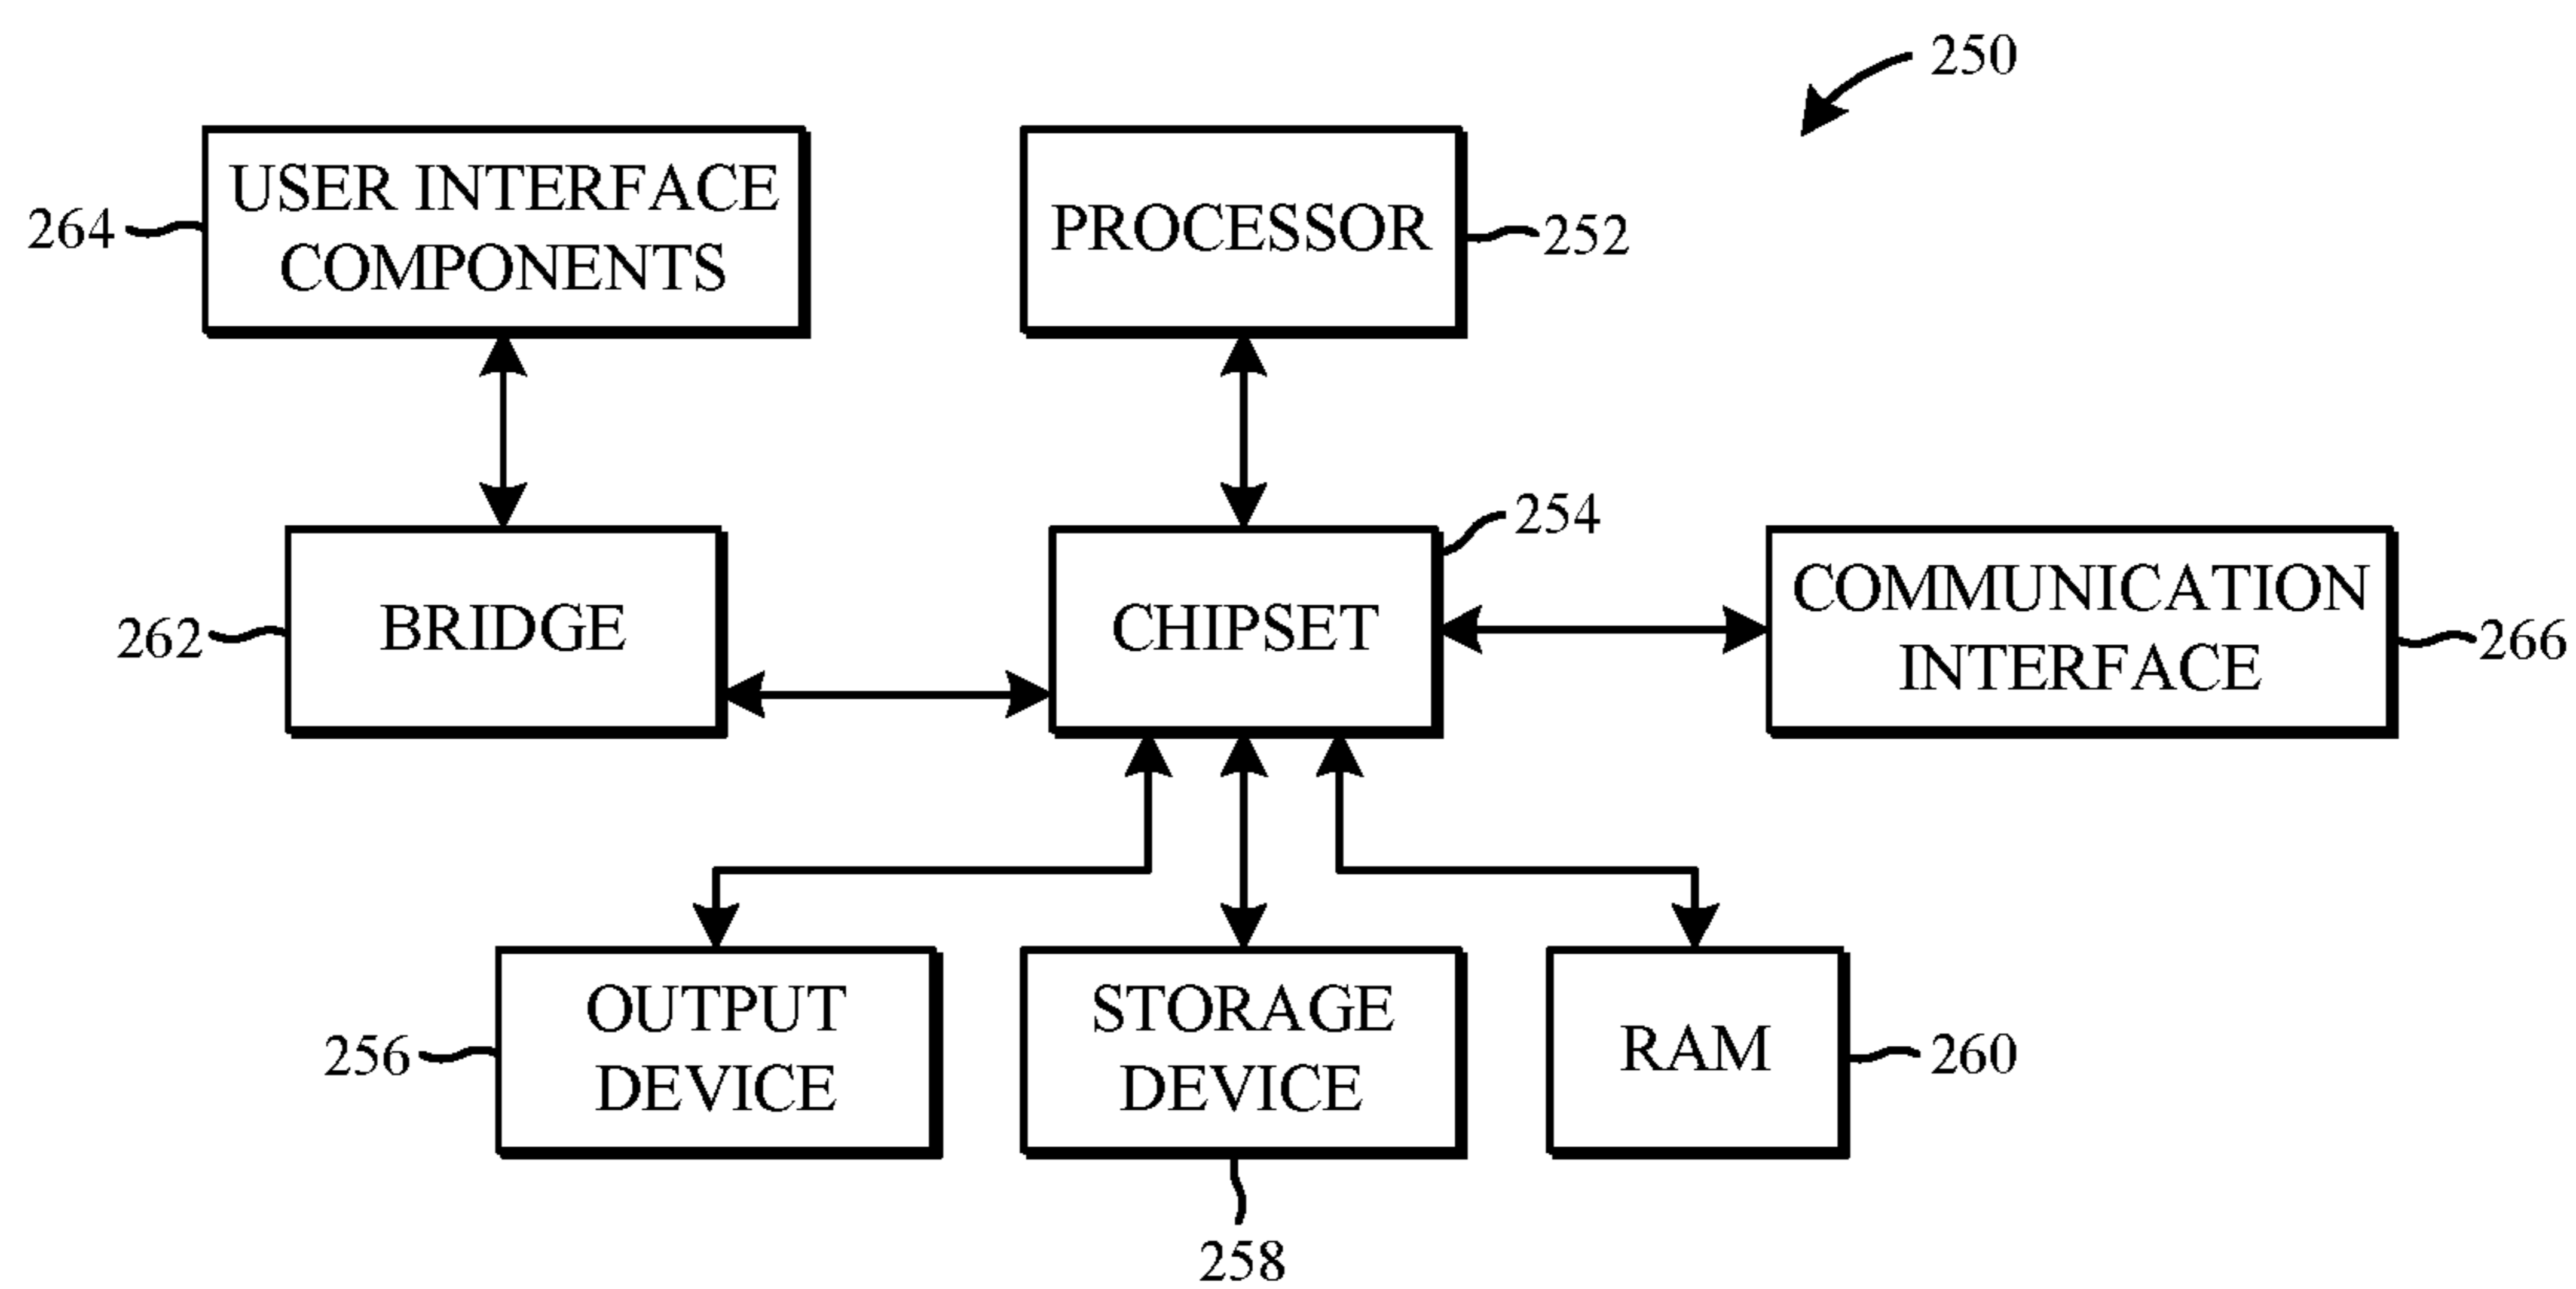 250
USER INTERFACE
COMPONENTS
264
PROCESSOR
252
254
BRIDGE
262
CHIPSET
COMMUNICATION
INTERFACE
266
OUTPUT
DEVICE
256
STORAGE
DEVICE
258
RAM
260